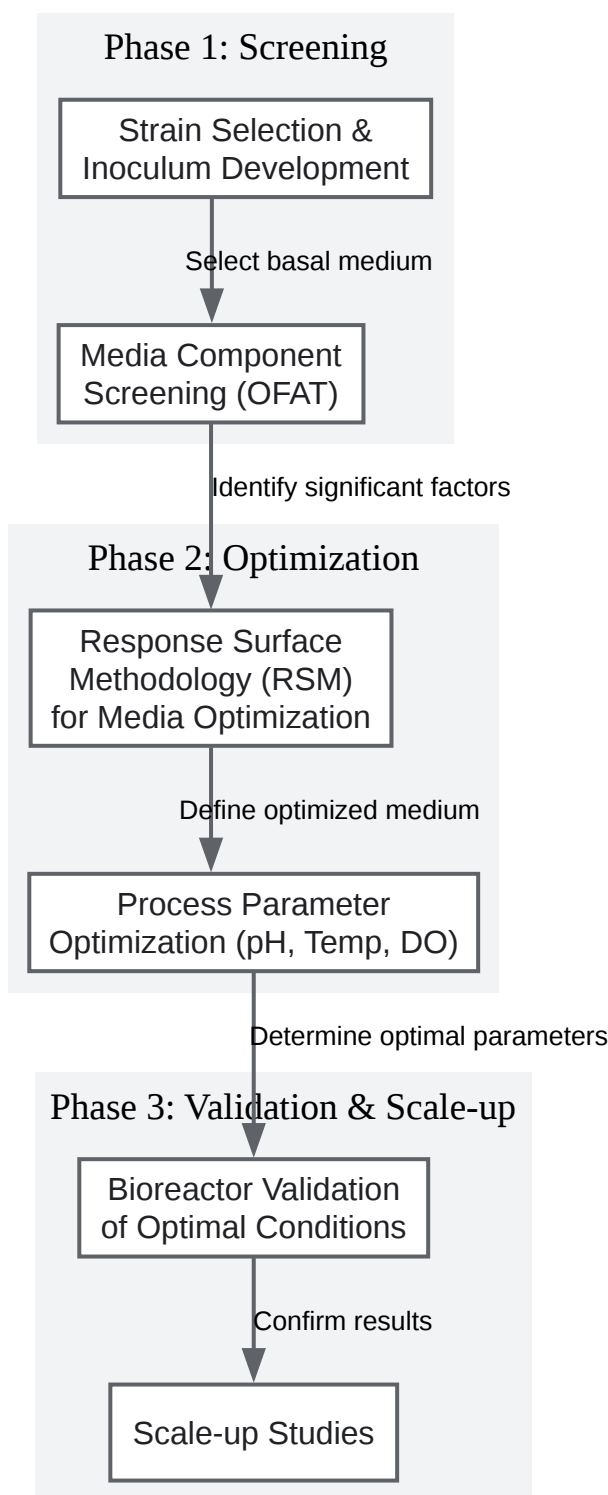 Phase 1: Screening
Strain Selection &
Inoculum Development
Select basal medium
Media Component
Screening (OFAT)
Identify significant factors
Phase 2: Optimization
Response Surface
Methodology (RSM)
for Media Optimization
Define optimized medium
Process Parameter
Optimization (pH, Temp, DO)
Determine optimal parameters
Phase 3: Validation & Scale-up
Bioreactor Validation
of Optimal Conditions
Confirm results
Scale-up Studies